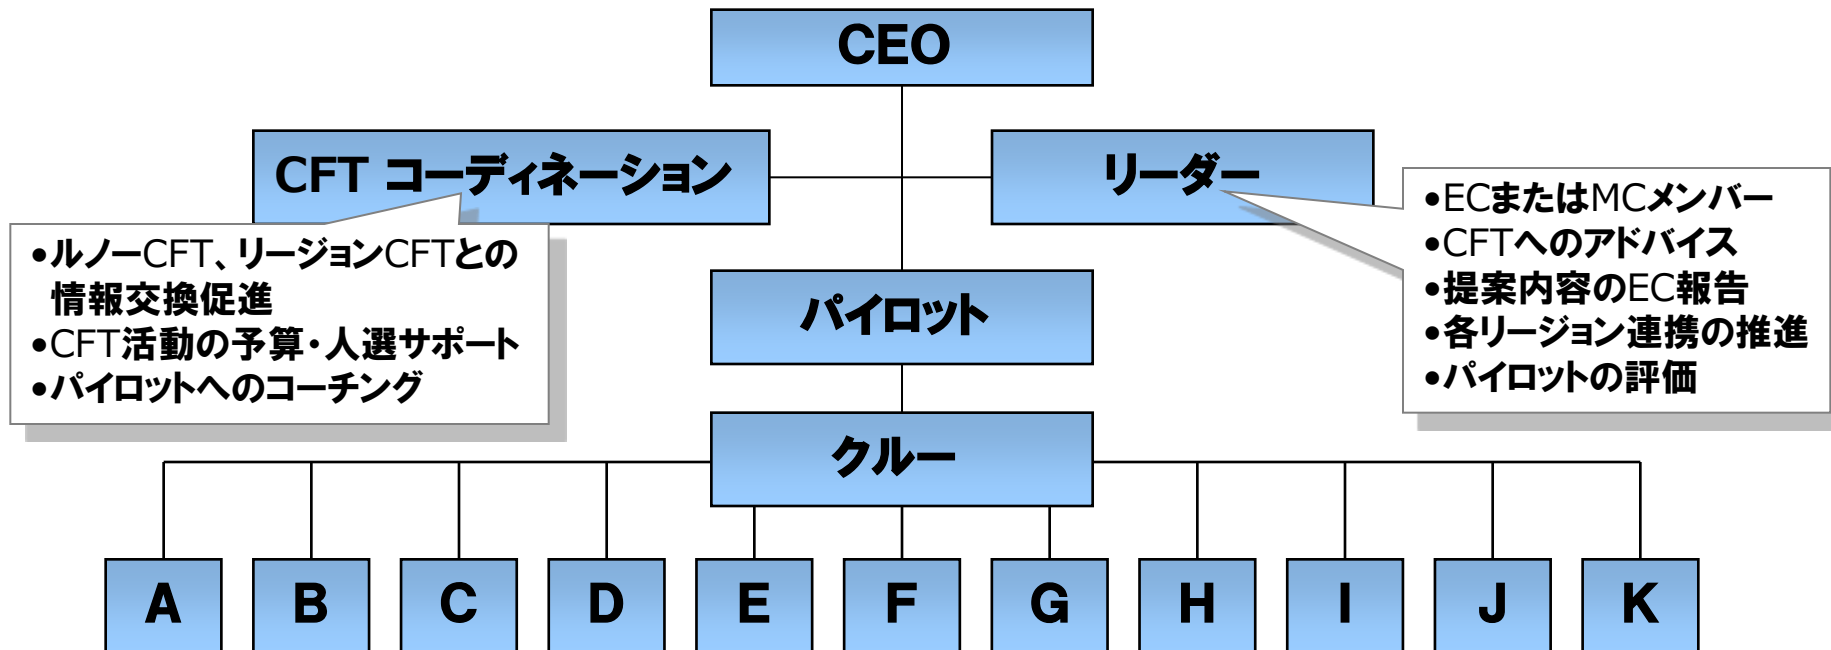 CEO
CFT コーディネーション
リーダー
•ルノーCFT、リージョンCFTとの
情報交換促進
•CFT活動の予算・人選サポート
•パイロットへのコーチング
•ECまたはMCメンバー
•CFTへのアドバイス
•提案内容のEC報告
•各リージョン連携の推進
•パイロットの評価
パイロット
クルー
A B C D E F G H I J K